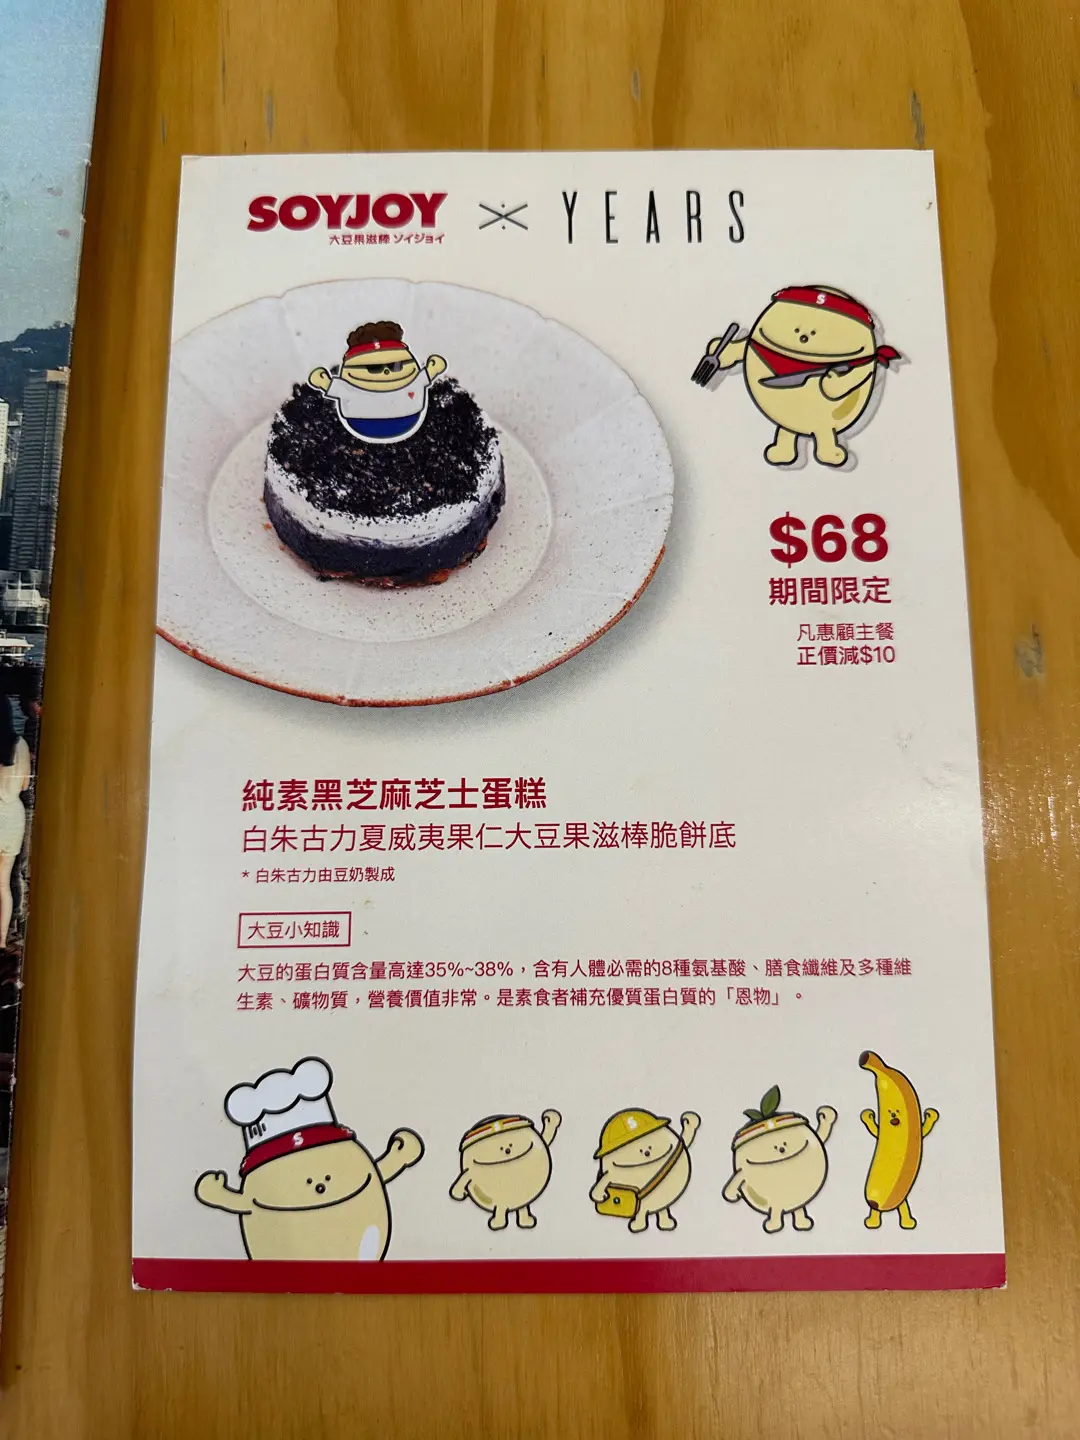 SOYJOY
大豆果滋棒 ソイジョイ
YEARS
$68
期間限定
凡惠顧主餐
正價減$10
純素黑芝麻芝士蛋糕
白朱古力夏威夷果仁大豆果滋棒脆餅底
* 白朱古力由豆奶製成
大豆小知識
大豆的蛋白質含量高達35%~38%，含有人體必需的8種氨基酸、膳食纖維及多種維
生素、礦物質，營養價值非常。是素食者補充優質蛋白質的「恩物」。
S
S
S
S